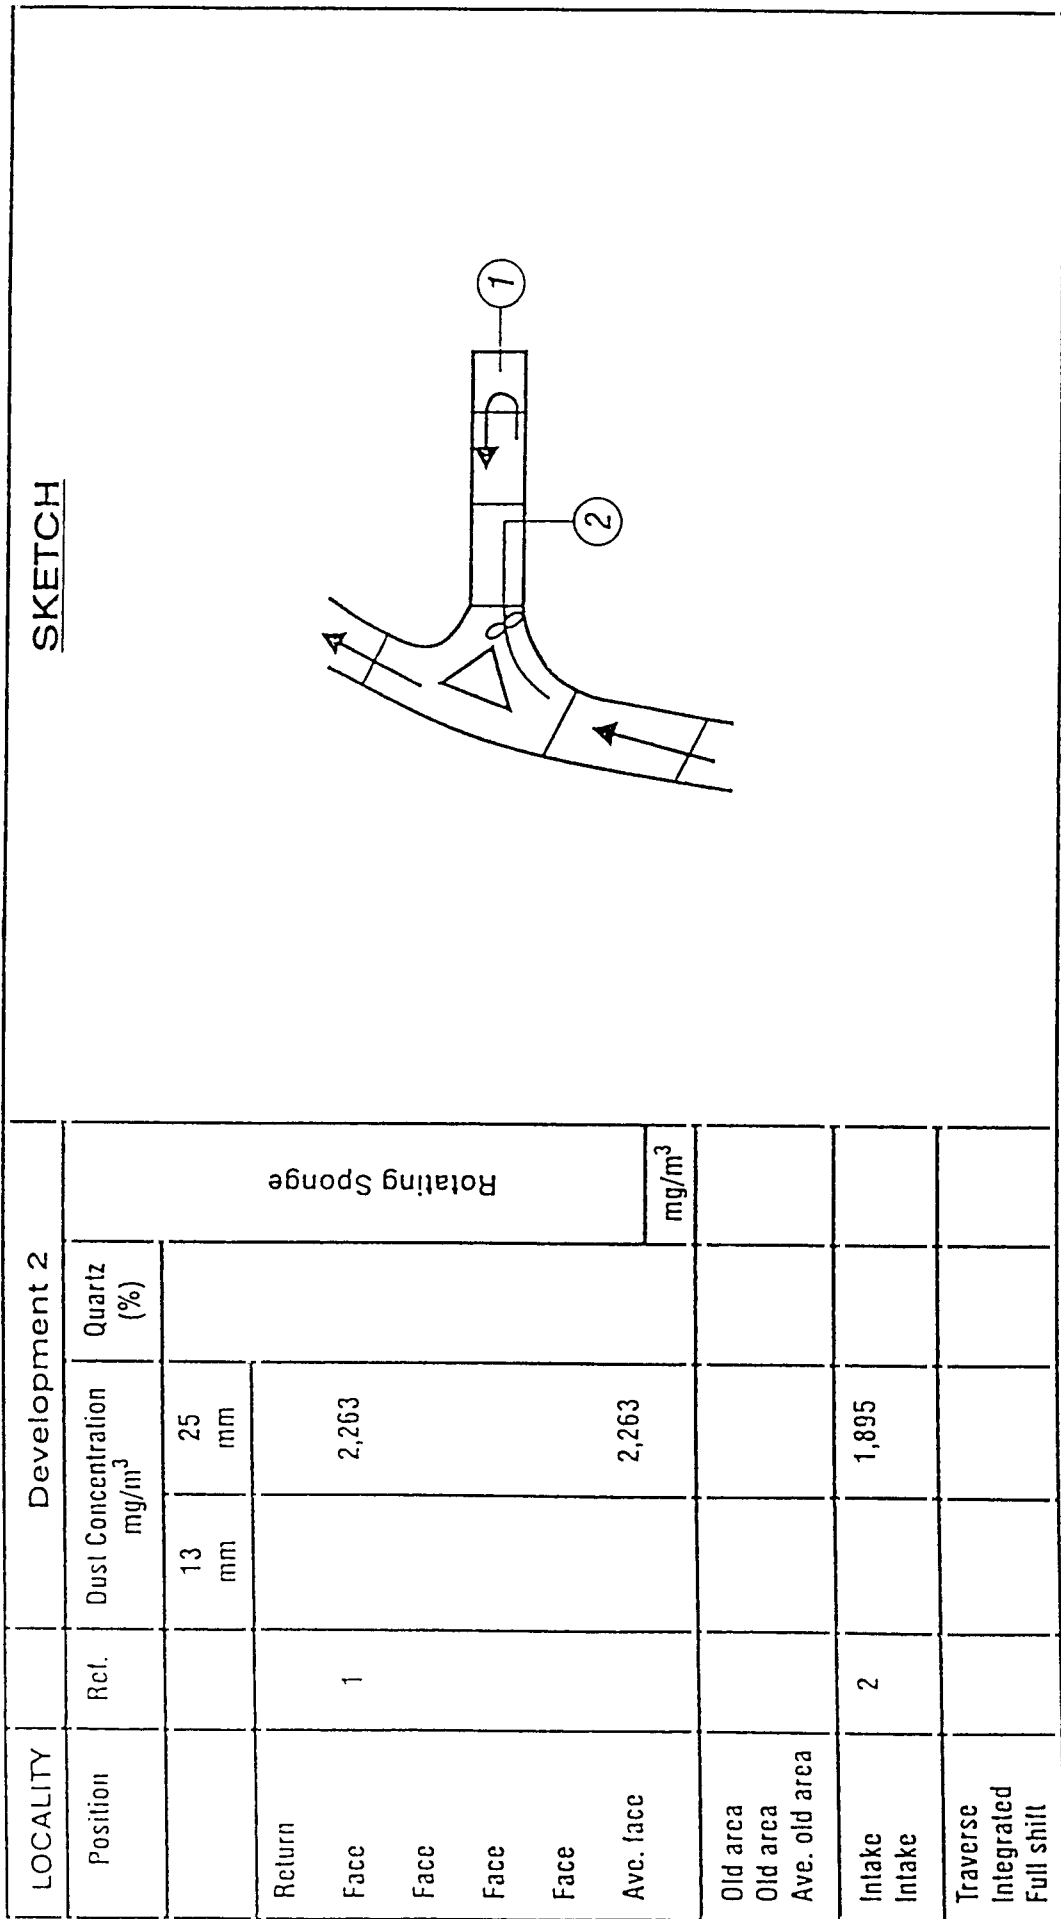 LOCALITY Development 2
Position Ref. Dust Concentration Quartz
mg/m³ (%)
13 25
mm mm
Rotating Sponge
Return
Face 1 2,263
Face
Face
Face
Ave. face 2,263
mg/m³
Old area
Old area
Ave. old area
Intake 2 1,895
Intake
Traverse
Integrated
Full shift
SKETCH
1
2